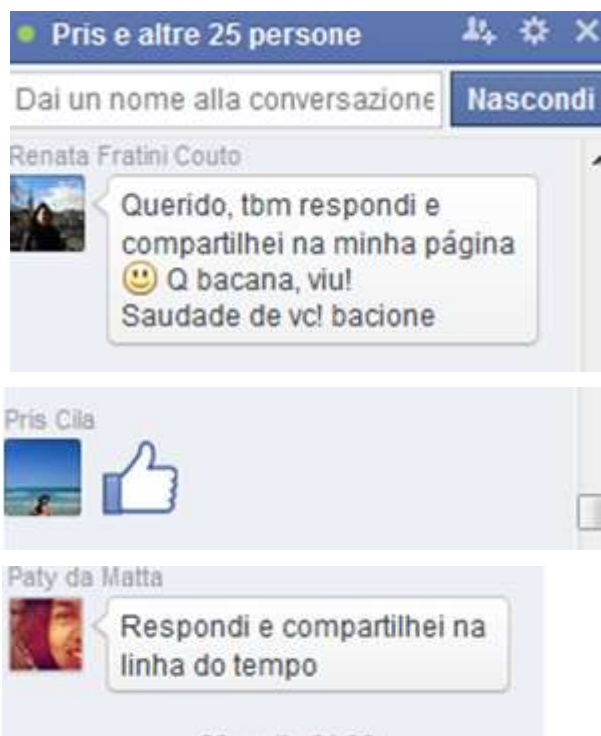 Pris e altre 25 persone
Dai un nome alla conversazione
Nascondi
Renata Fratini Couto
Querido, tbm respondi e
compartilhei na minha página
Q bacana, viu!
Saudade de vc! bacione
Pris Cila
Paty da Matta
Respondi e compartilhei na
linha do tempo